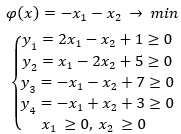 φ(x) = −x₁ − x₂ → min
y₁ = 2x₁ − x₂ + 1 ≥ 0
y₂ = x₁ − 2x₂ + 5 ≥ 0
y₃ = −x₁ − x₂ + 7 ≥ 0
y₄ = −x₁ + x₂ + 3 ≥ 0
x₁ ≥ 0, x₂ ≥ 0